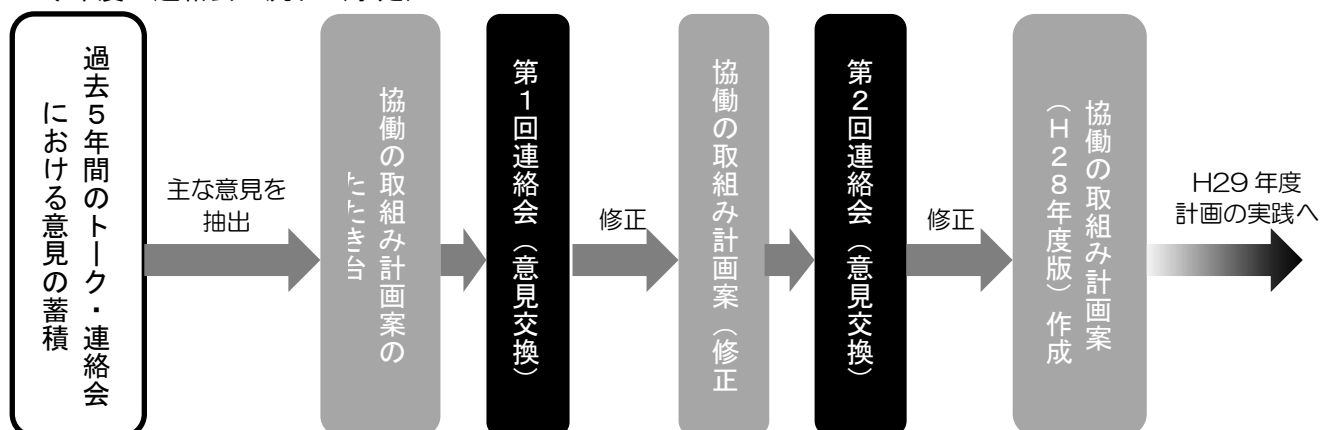 過去5年間のトーク・連絡会
における意見の蓄積
主な意見を
抽出
協働の取組み計画案の
たたき台
第1回連絡会（意見交換）
修正
協働の取組み計画案（修正
第2回連絡会（意見交換）
修正
協働の取組み計画案
（H28年度版）作成
H29年度
計画の実践へ